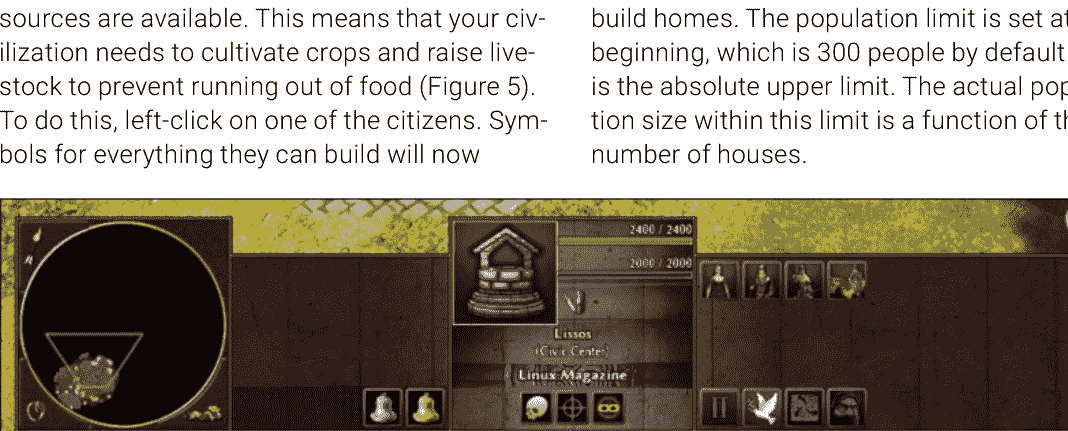 sources are available. This means that your civ-
ilization needs to cultivate crops and raise live-
stock to prevent running out of food (Figure 5).
To do this, left-click on one of the citizens. Sym-
bols for everything they can build will now
build homes. The population limit is set at
beginning, which is 300 people by default
is the absolute upper limit. The actual pop
tion size within this limit is a function of th
number of houses.
2400 / 2400
2000 / 2000
Lissos
(Civic Center)
Linux Magazine